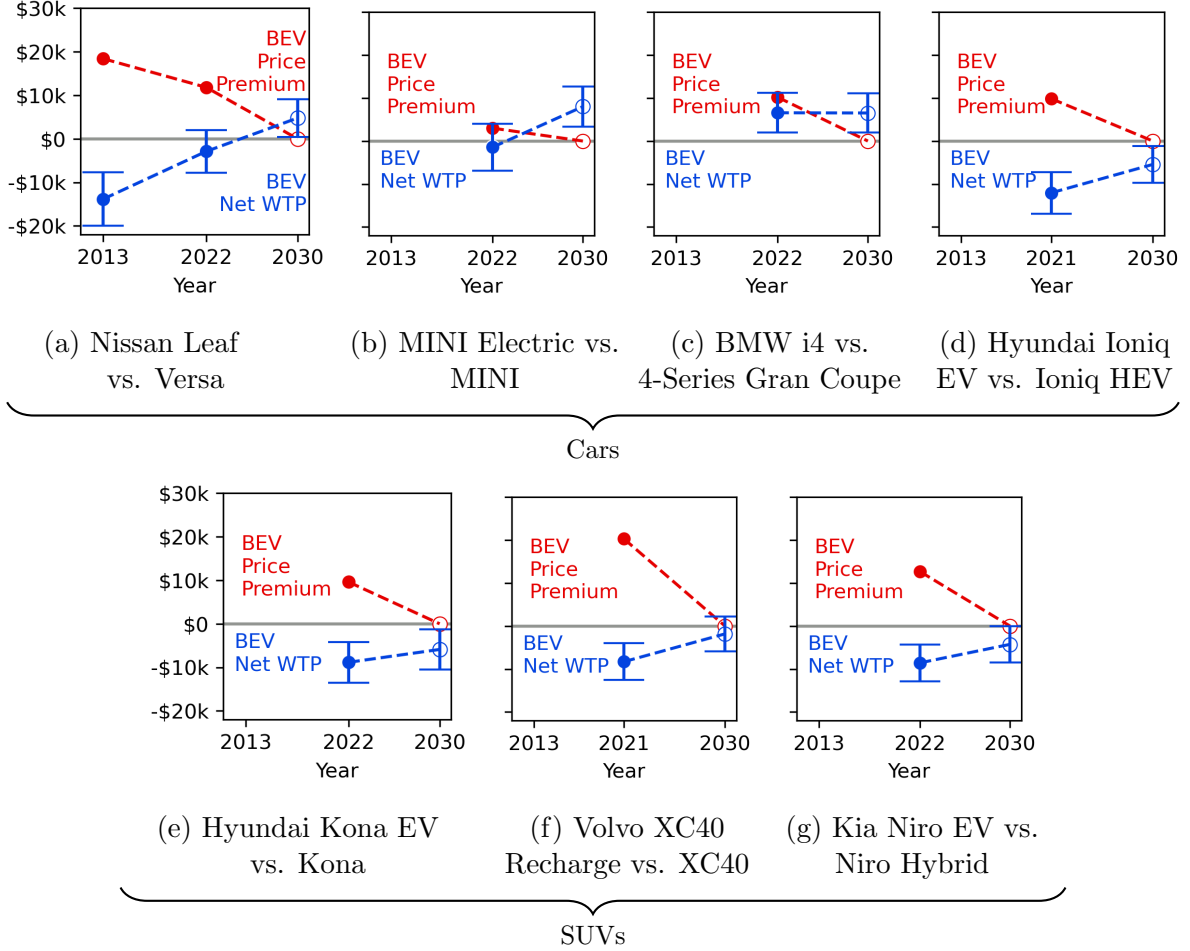 $30k
$20k
$10k
$0
-$10k
-$20k
BEV
Price
Premium
BEV
Net WTP
2013 2022 2030
Year
BEV
Price
Premium
BEV
Net WTP
2013 2022 2030
Year
BEV
Price
Premium
BEV
Net WTP
2013 2022 2030
Year
BEV
Price
Premium
BEV
Net WTP
2013 2021 2030
Year
(a) Nissan Leaf
vs. Versa
(b) MINI Electric vs.
MINI
(c) BMW i4 vs.
4-Series Gran Coupe
(d) Hyundai Ioniq
EV vs. Ioniq HEV
Cars
$30k
$20k
$10k
$0
-$10k
-$20k
BEV
Price
Premium
BEV
Net WTP
2013 2022 2030
Year
BEV
Price
Premium
BEV
Net WTP
2013 2021 2030
Year
BEV
Price
Premium
BEV
Net WTP
2013 2022 2030
Year
(e) Hyundai Kona EV
vs. Kona
(f) Volvo XC40
Recharge vs. XC40
(g) Kia Niro EV vs.
Niro Hybrid
SUVs